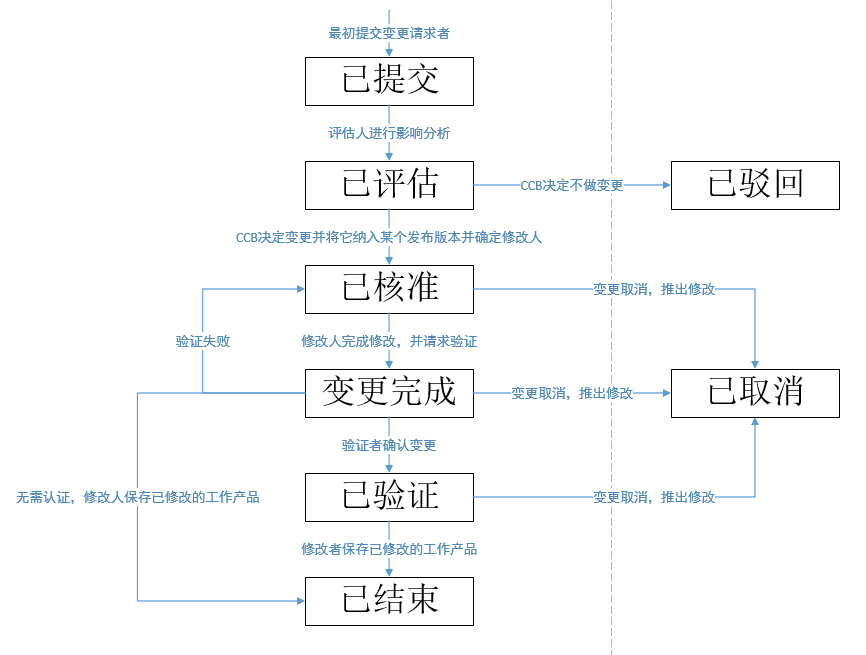 最初提交变更请求者
已提交
评估人进行影响分析
已评估
CCB决定不做变更
已驳回
CCB决定变更并将它纳入某个发布版本并确定修改人
已核准
变更取消，推出修改
验证失败
修改人完成修改，并请求验证
变更完成
变更取消，推出修改
已取消
验证者确认变更
无需认证，修改人保存已修改的工作产品
已验证
变更取消，推出修改
修改者保存已修改的工作产品
已结束